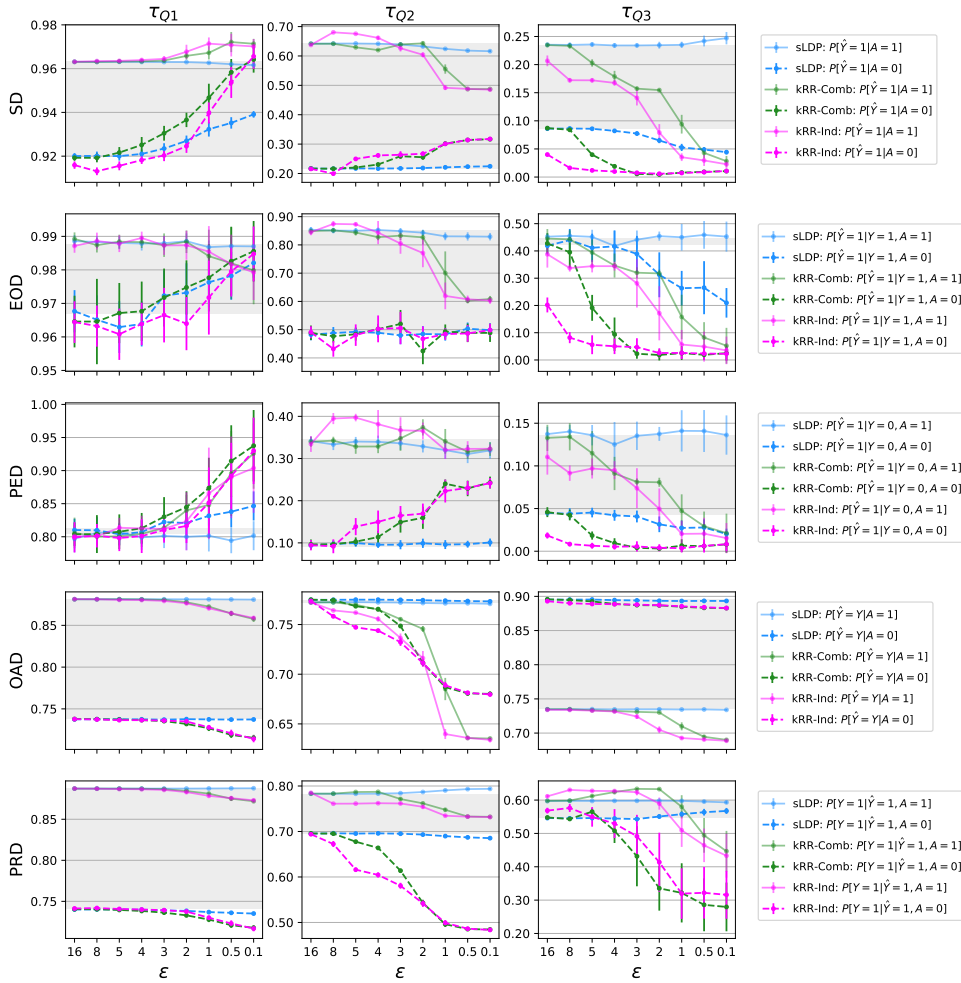 τQ1 τQ2 τQ3
SD
0.98
0.96
0.94
0.92
0.70
0.60
0.50
0.40
0.30
0.20
0.25
0.20
0.15
0.10
0.05
0.00
sLDP: P[Ŷ = 1|A = 1]
sLDP: P[Ŷ = 1|A = 0]
kRR-Comb: P[Ŷ = 1|A = 1]
kRR-Comb: P[Ŷ = 1|A = 0]
kRR-Ind: P[Ŷ = 1|A = 1]
kRR-Ind: P[Ŷ = 1|A = 0]
EOD
0.99
0.98
0.97
0.96
0.95
0.90
0.80
0.70
0.60
0.50
0.40
0.50
0.40
0.30
0.20
0.10
0.00
sLDP: P[Ŷ = 1|Y = 1, A = 1]
sLDP: P[Ŷ = 1|Y = 1, A = 0]
kRR-Comb: P[Ŷ = 1|Y = 1, A = 1]
kRR-Comb: P[Ŷ = 1|Y = 1, A = 0]
kRR-Ind: P[Ŷ = 1|Y = 1, A = 1]
kRR-Ind: P[Ŷ = 1|Y = 1, A = 0]
PED
1.00
0.95
0.90
0.85
0.80
0.40
0.30
0.20
0.10
0.15
0.10
0.05
0.00
sLDP: P[Ŷ = 1|Y = 0, A = 1]
sLDP: P[Ŷ = 1|Y = 0, A = 0]
kRR-Comb: P[Ŷ = 1|Y = 0, A = 1]
kRR-Comb: P[Ŷ = 1|Y = 0, A = 0]
kRR-Ind: P[Ŷ = 1|Y = 0, A = 1]
kRR-Ind: P[Ŷ = 1|Y = 0, A = 0]
OAD
0.85
0.80
0.75
0.75
0.70
0.65
0.90
0.85
0.80
0.75
0.70
sLDP: P[Ŷ = Y|A = 1]
sLDP: P[Ŷ = Y|A = 0]
kRR-Comb: P[Ŷ = Y|A = 1]
kRR-Comb: P[Ŷ = Y|A = 0]
kRR-Ind: P[Ŷ = Y|A = 1]
kRR-Ind: P[Ŷ = Y|A = 0]
PRD
0.85
0.80
0.75
0.80
0.70
0.60
0.50
0.60
0.50
0.40
0.30
0.20
sLDP: P[Y = 1|Ŷ = 1, A = 1]
sLDP: P[Y = 1|Ŷ = 1, A = 0]
kRR-Comb: P[Y = 1|Ŷ = 1, A = 1]
kRR-Comb: P[Y = 1|Ŷ = 1, A = 0]
kRR-Ind: P[Y = 1|Ŷ = 1, A = 1]
kRR-Ind: P[Y = 1|Ŷ = 1, A = 0]
16 8 5 4 3 2 1 0.5 0.1
16 8 5 4 3 2 1 0.5 0.1
16 8 5 4 3 2 1 0.5 0.1
ε ε ε